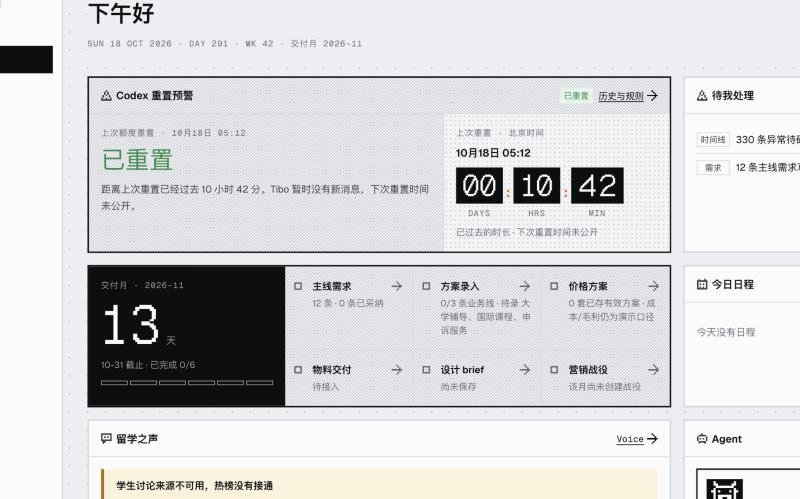 下午好
SUN 18 OCT 2026 · DAY 291 · WK 42 · 交付月 2026-11
Codex 重置预警
已重置
历史与规则
上次额度重置 · 10月18日 05:12
已重置
距离上次重置已经过去 10 小时 42 分。Tibo 暂时没有新消息，下次重置时间
未公开。
上次重置 · 北京时间
10月18日 05:12
00 : 10 : 42
DAYS HRS MIN
已过去的时长 · 下次重置时间未公开
待我处理
时间线 330 条异常待
需求 12 条主线需求
交付月 · 2026-11
13 天
10-31 截止 · 已完成 0/6
主线需求
12 条 · 0 条已采纳
方案录入
0/3 条业务线 · 待录 大
学辅导、国际课程、申
诉服务
价格方案
0 套已存有效方案 · 成
本/毛利仍为演示口径
物料交付
待接入
设计 brief
尚未保存
营销战役
该月尚未创建战役
今日日程
今天没有日程
留学之声
Voice
学生讨论来源不可用，热榜没有接通
Agent